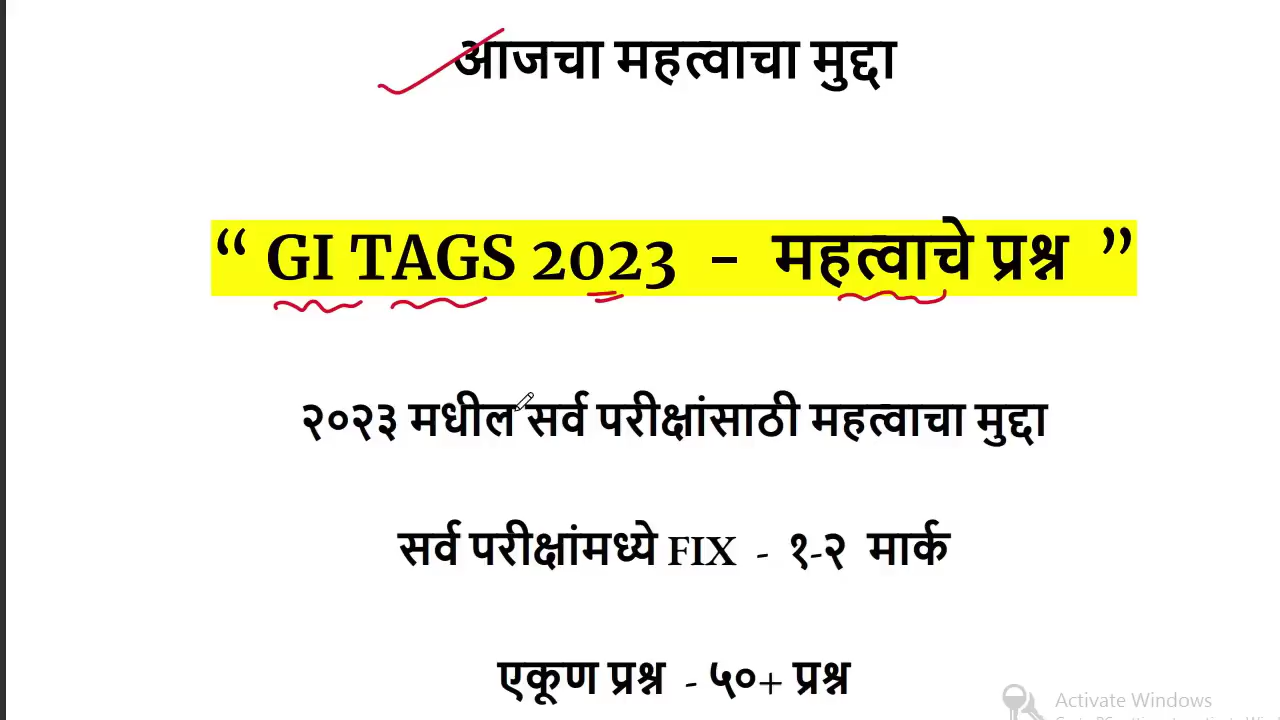 आजचा महत्वाचा मुद्दा
“ GI TAGS 2023 - महत्वाचे प्रश्न ”
२०२३ मधील सर्व परीक्षांसाठी महत्वाचा मुद्दा
सर्व परीक्षांमध्ये FIX - १-२ मार्क
एकूण प्रश्न - ५०+ प्रश्न
Activate Windows